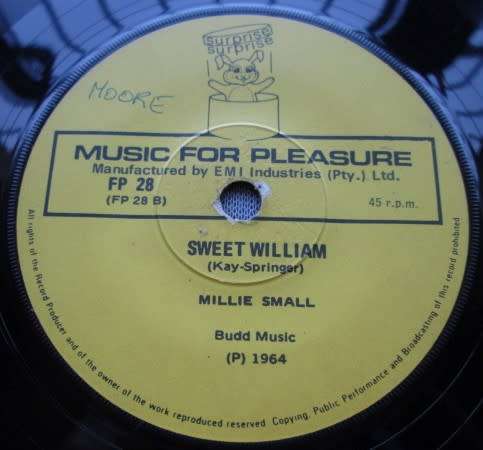 surprise
surprise
MOORE
MUSIC FOR PLEASURE
Manufactured by EMI Industries (Pty.) Ltd.
FP 28
(FP 28 B)
45 r.p.m.
SWEET WILLIAM
(Kay-Springer)
MILLIE SMALL
Budd Music
(P) 1964
All rights of the Record Producer and of the owner of the work reproduced reserved Copying, Public Performance and Broadcasting of this record prohibited